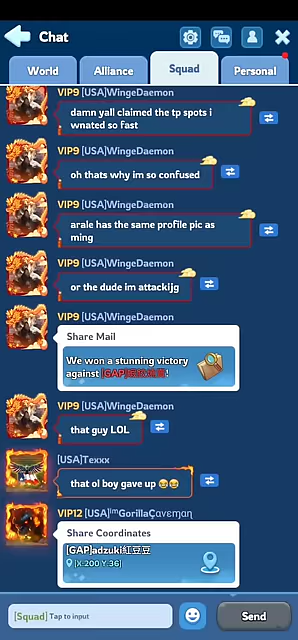 Chat
World
Alliance
Squad
Personal
VIP9 [USA]WingeDaemon
damn yall claimed the tp spots i
wnated so fast
VIP9 [USA]WingeDaemon
oh thats why im so confused
VIP9 [USA]WingeDaemon
arale has the same profile pic as
ming
VIP9 [USA]WingeDaemon
or the dude im attackijg
VIP9 [USA]WingeDaemon
Share Mail
We won a stunning victory
against [GAP]
VIP9 [USA]WingeDaemon
that guy LOL
[USA]Texxx
that ol boy gave up 😂😂
VIP12 [USA]ᴵᵐGorillaÇαvεmαη
Share Coordinates
[GAP]adzuki紅豆豆
[X:200 Y:36]
[Squad] Tap to input
Send